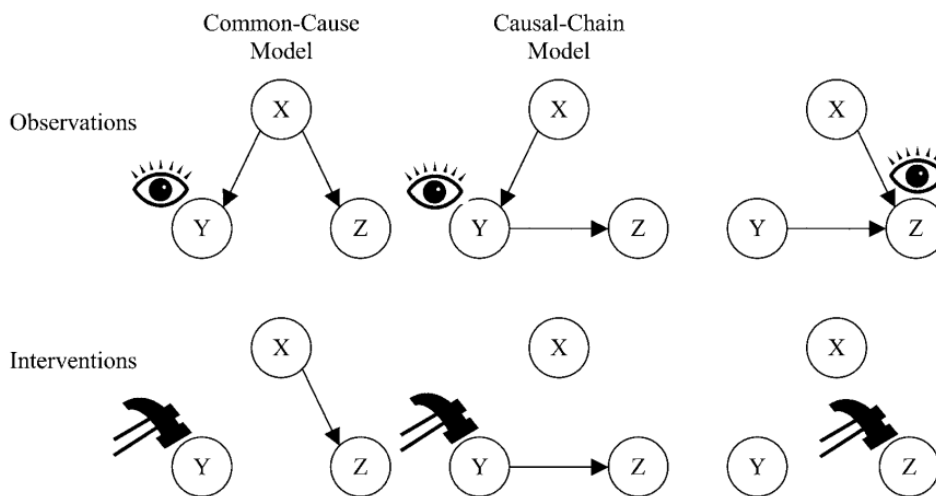 Common-Cause
Model
Causal-Chain
Model
X
X
X
Observations
Y
Z
Y
Z
Y
Z
X
X
X
Interventions
Y
Z
Y
Z
Y
Z